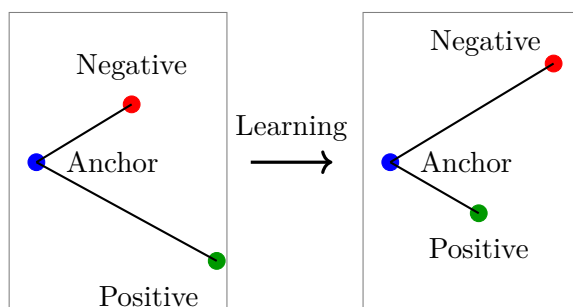 Negative
Anchor
Positive
Learning
Negative
Anchor
Positive